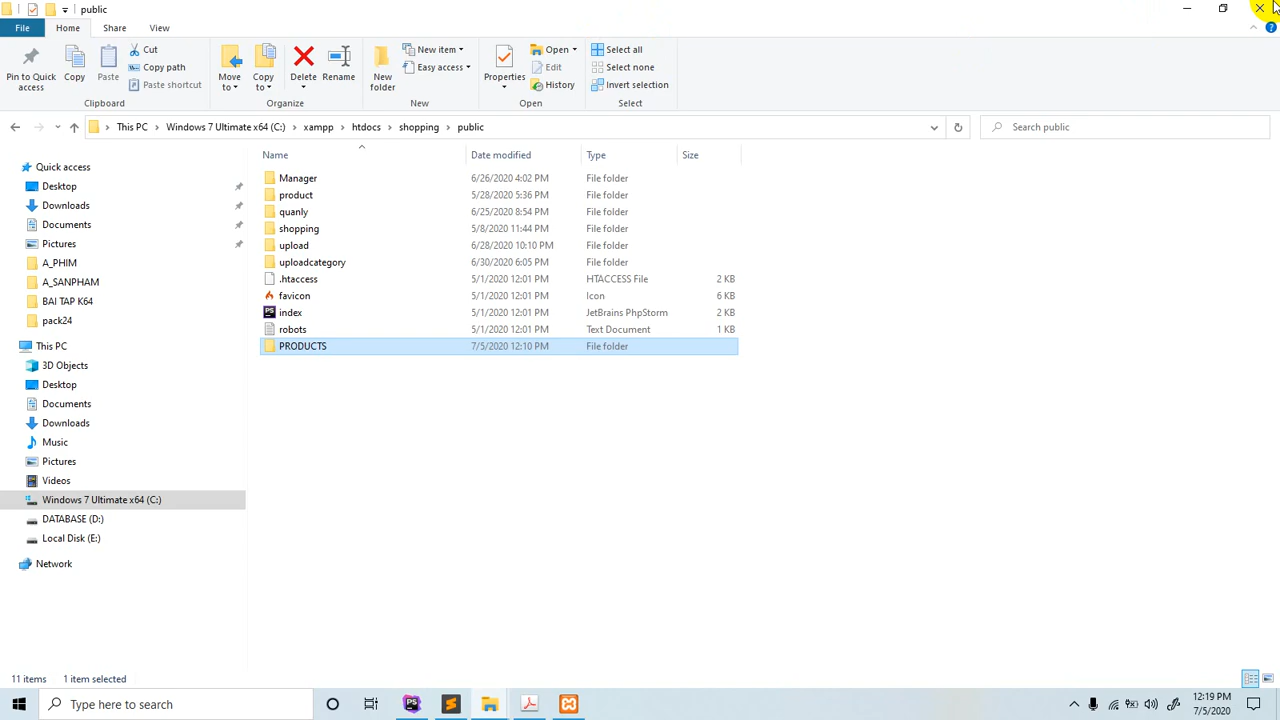 public
File Home Share View
Pin to Quick access
Copy
Paste
Cut
Copy path
Paste shortcut
Clipboard
Move to
Copy to
Delete
Rename
Organize
New folder
New item
Easy access
New
Properties
Open
Edit
History
Open
Select all
Select none
Invert selection
Select
This PC > Windows 7 Ultimate x64 (C:) > xampp > htdocs > shopping > public
Search public
Name Date modified Type Size
Manager 6/26/2020 4:02 PM File folder
product 5/28/2020 5:36 PM File folder
quanly 6/25/2020 8:54 PM File folder
shopping 5/8/2020 11:44 PM File folder
upload 6/28/2020 10:10 PM File folder
uploadcategory 6/30/2020 6:05 PM File folder
.htaccess 5/1/2020 12:01 PM HTACCESS File 2 KB
favicon 5/1/2020 12:01 PM Icon 6 KB
index 5/1/2020 12:01 PM JetBrains PhpStorm 2 KB
robots 5/1/2020 12:01 PM Text Document 1 KB
PRODUCTS 7/5/2020 12:10 PM File folder
Quick access
Desktop
Downloads
Documents
Pictures
A_PHIM
A_SANPHAM
BAI TAP K64
pack24
This PC
3D Objects
Desktop
Documents
Downloads
Music
Pictures
Videos
Windows 7 Ultimate x64 (C:)
DATABASE (D:)
Local Disk (E:)
Network
11 items 1 item selected
Type here to search
PS
12:19 PM
7/5/2020